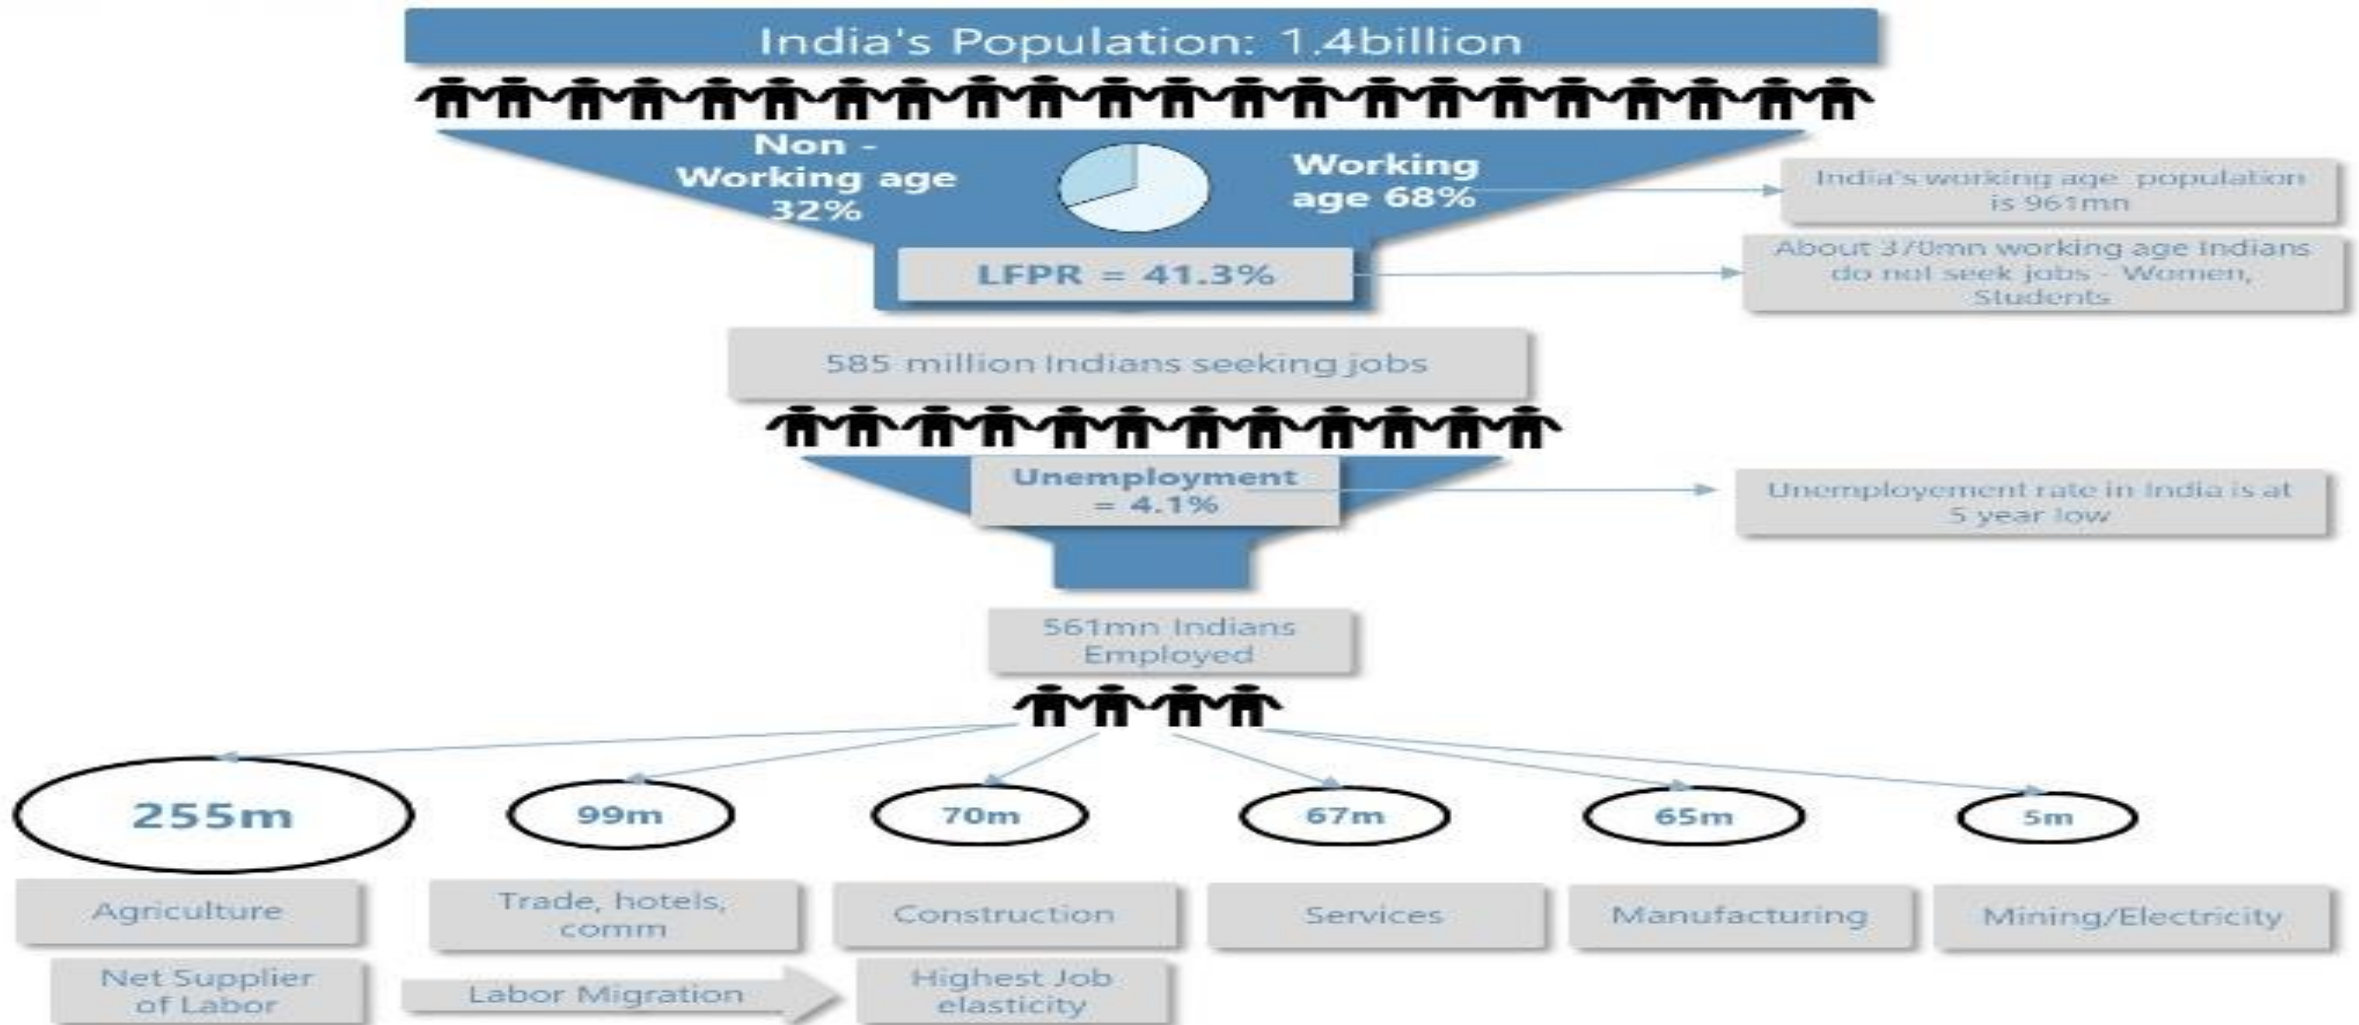 India's Population: 1.4billion
Non -
Working age
32%
Working
age 68%
India's working age population
is 961mn
LFPR = 41.3%
About 370mn working age Indians
do not seek jobs - Women,
Students
585 million Indians seeking jobs
Unemployment
= 4.1%
Unemployement rate in India is at
5 year low
561mn Indians
Employed
255m
99m
70m
67m
65m
5m
Agriculture
Trade, hotels,
comm
Construction
Services
Manufacturing
Mining/Electricity
Net Supplier
of Labor
Labor Migration
Highest Job
elasticity